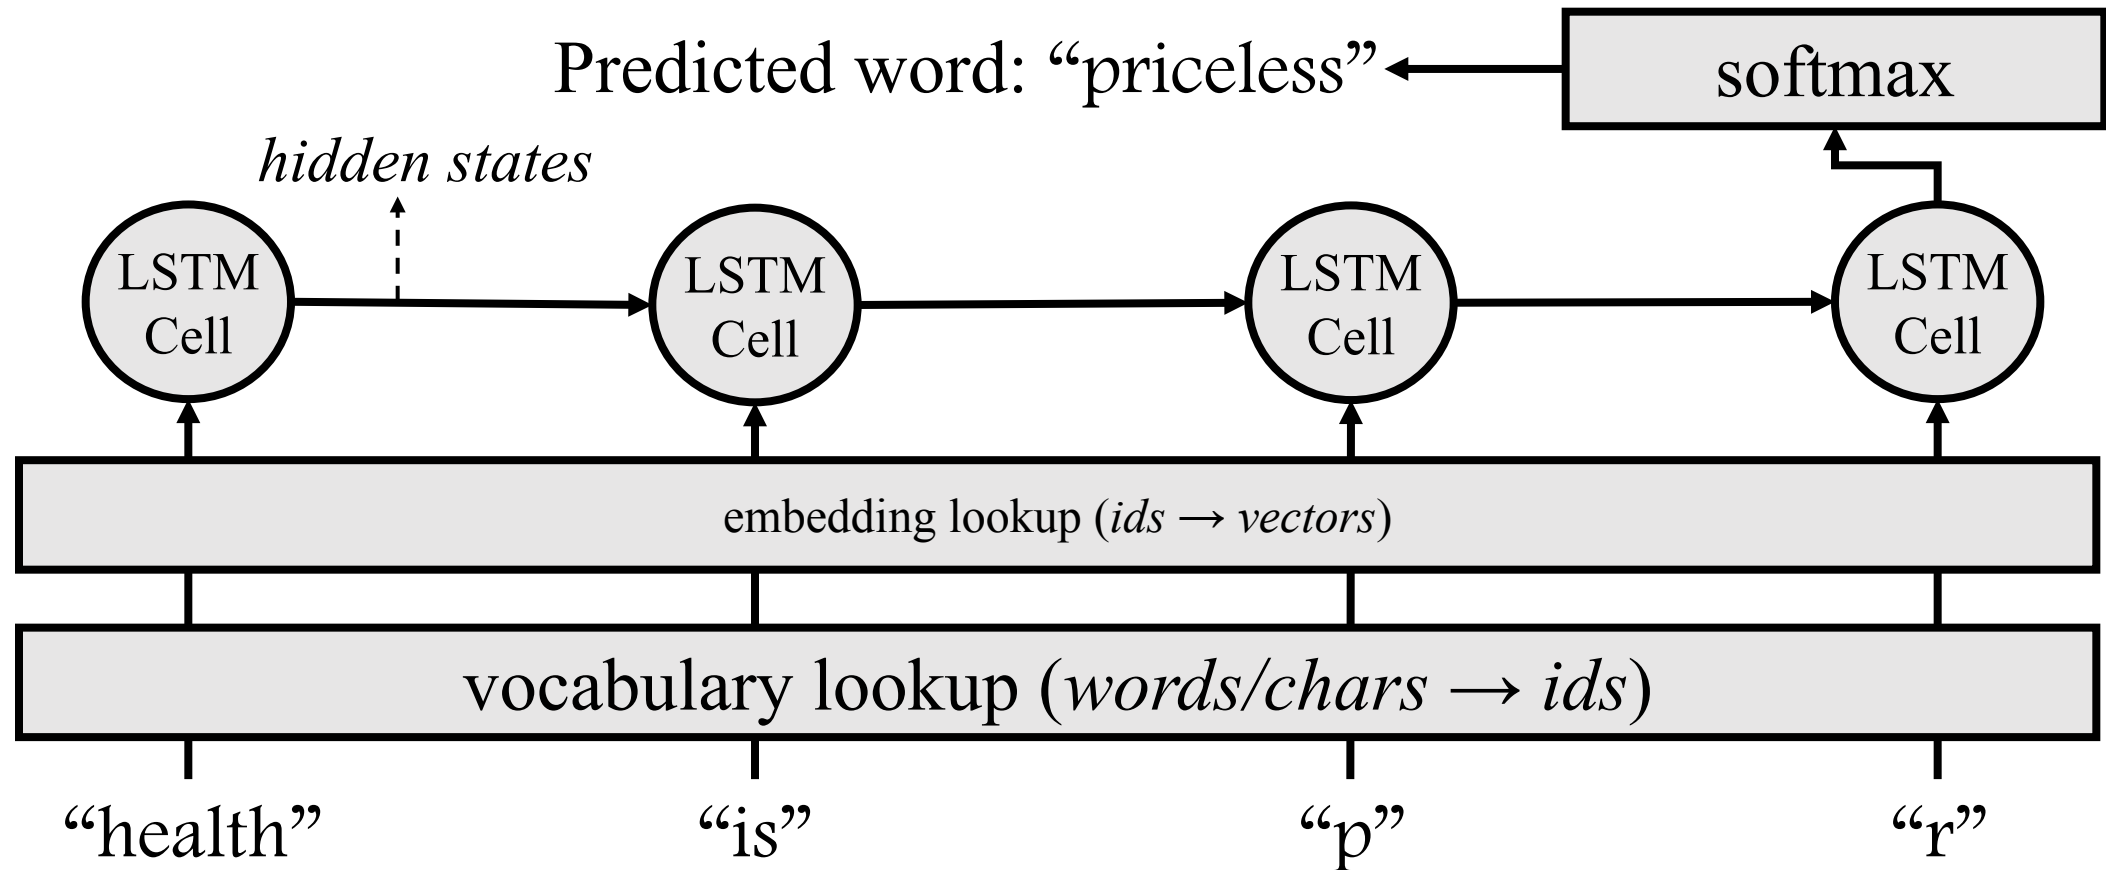 Predicted word: “priceless”
softmax
hidden states
LSTM
Cell
LSTM
Cell
LSTM
Cell
LSTM
Cell
embedding lookup (ids → vectors)
vocabulary lookup (words/chars → ids)
“health”
“is”
“p”
“r”